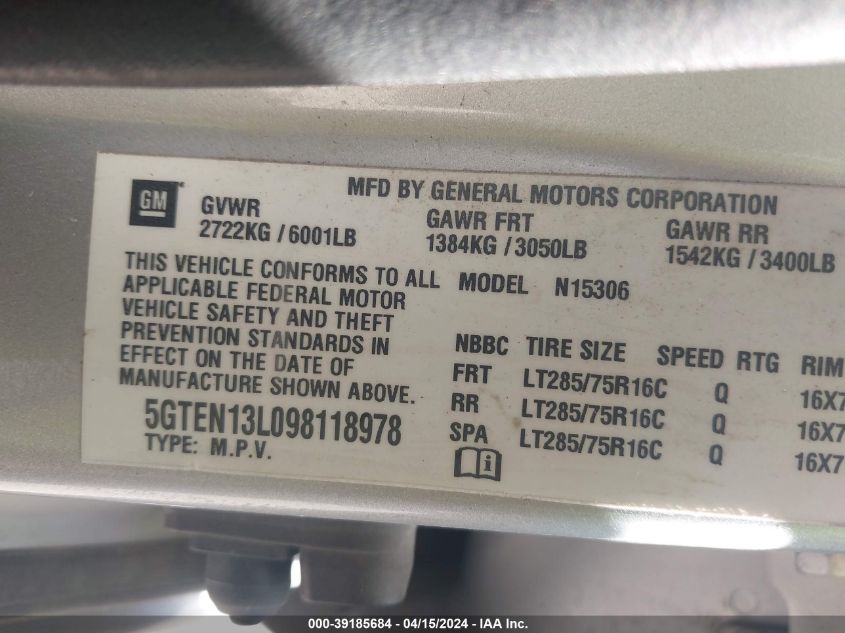 MFD BY GENERAL MOTORS CORPORATION
GM
GVWR GAWR FRT GAWR RR
2722KG / 6001LB 1384KG / 3050LB 1542KG / 3400LB
THIS VEHICLE CONFORMS TO ALL
APPLICABLE FEDERAL MOTOR
VEHICLE SAFETY AND THEFT
PREVENTION STANDARDS IN
EFFECT ON THE DATE OF
MANUFACTURE SHOWN ABOVE.
5GTEN13L098118978
TYPE: M.P.V.
MODEL N15306
NBBC TIRE SIZE SPEED RTG RIM
FRT LT285/75R16C Q 16X7
RR LT285/75R16C Q 16X7
SPA LT285/75R16C Q 16X7
000-39185684 - 04/15/2024 - IAA Inc.